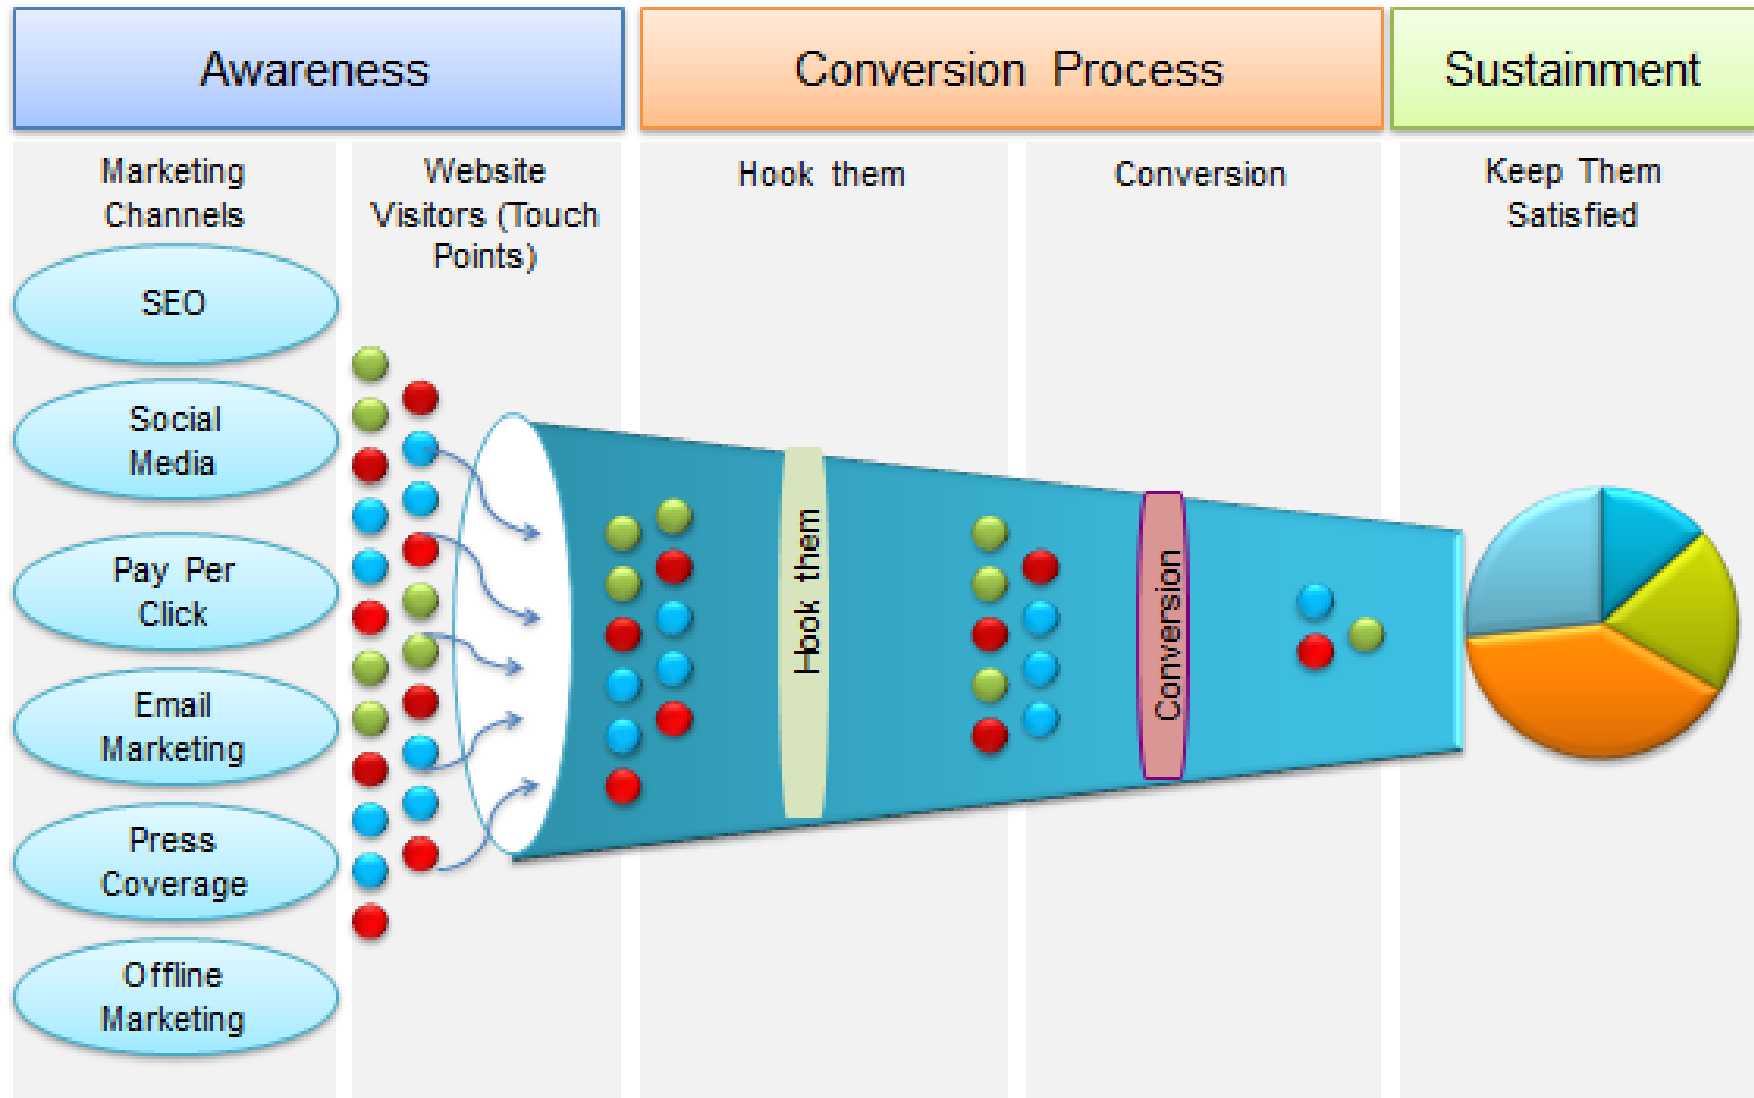 Awareness
Conversion Process
Sustainment
Marketing
Channels
Website
Visitors (Touch
Points)
Hook them
Conversion
Keep Them
Satisfied
SEO
Social
Media
Pay Per
Click
Email
Marketing
Press
Coverage
Offline
Marketing
Hook them
Conversion